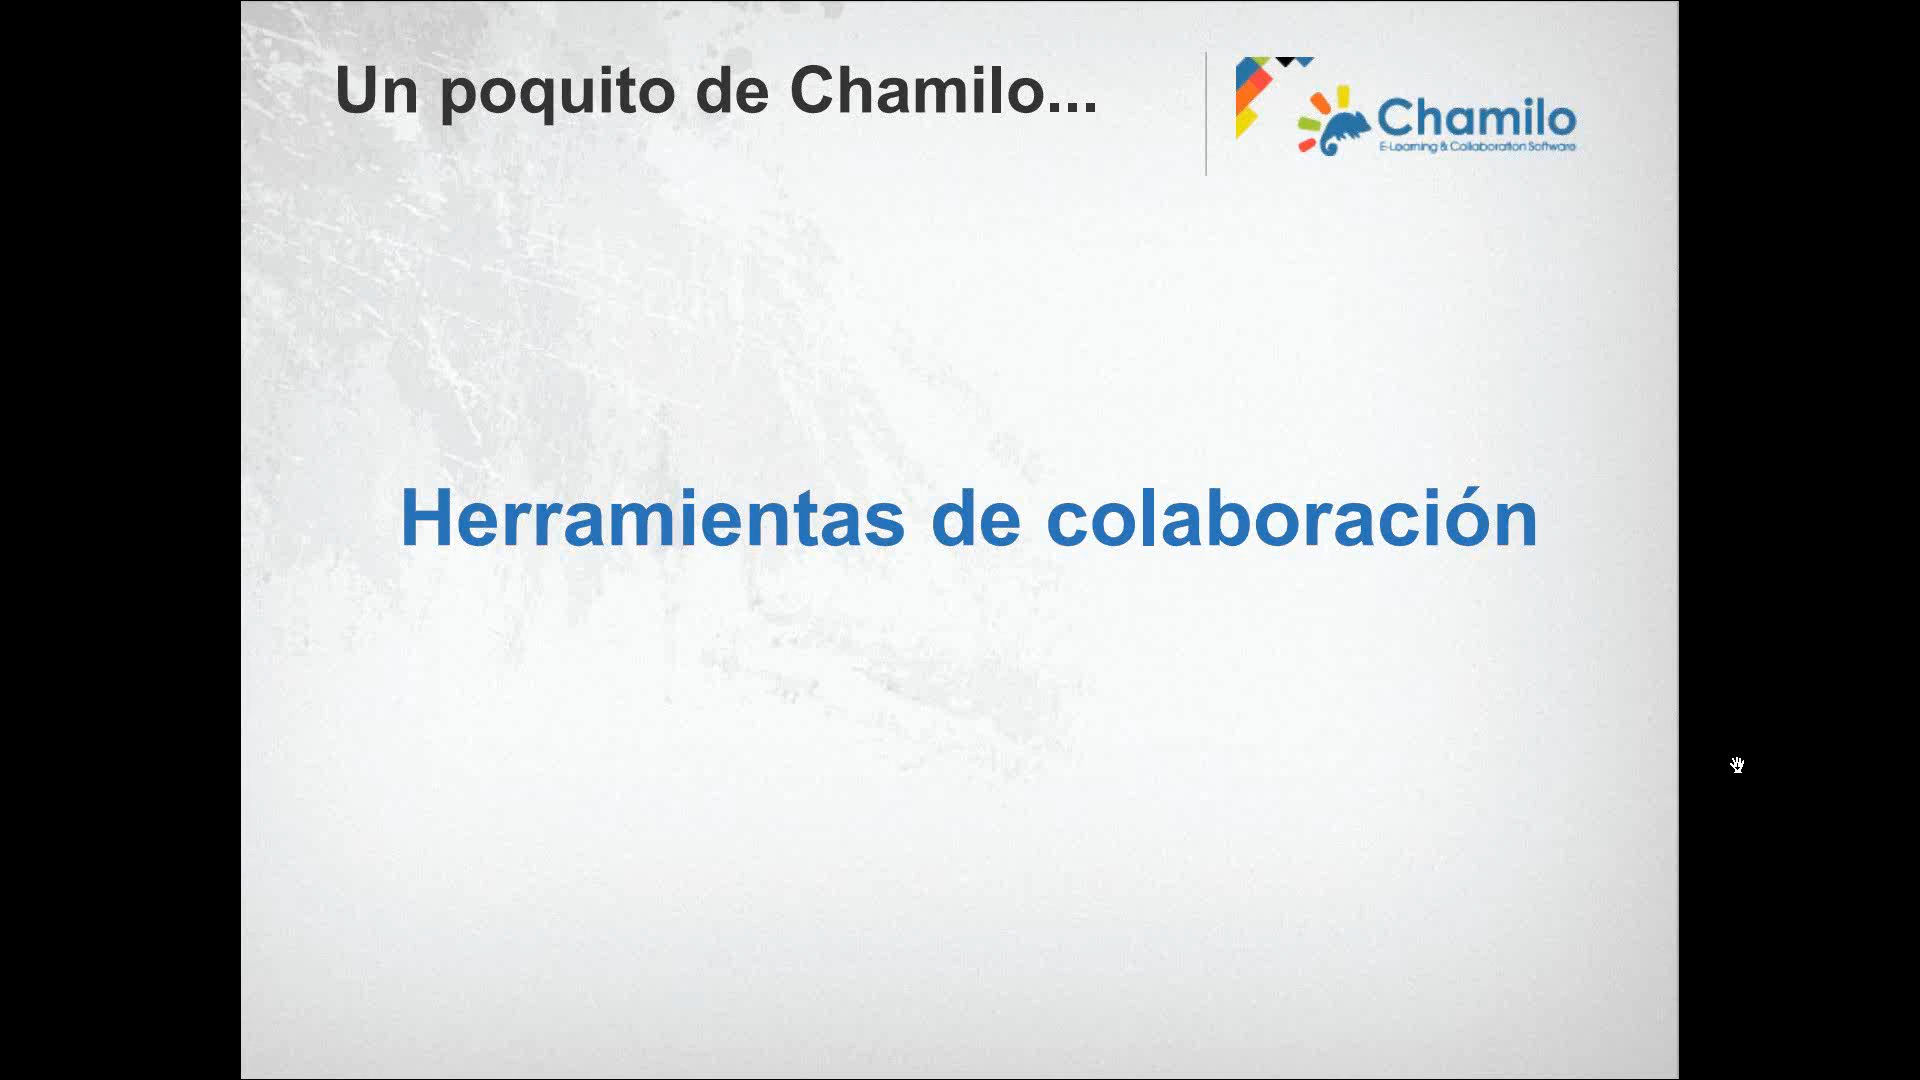 Un poquito de Chamilo...
Chamilo
E-Learning & Collaboration Software
Herramientas de colaboración